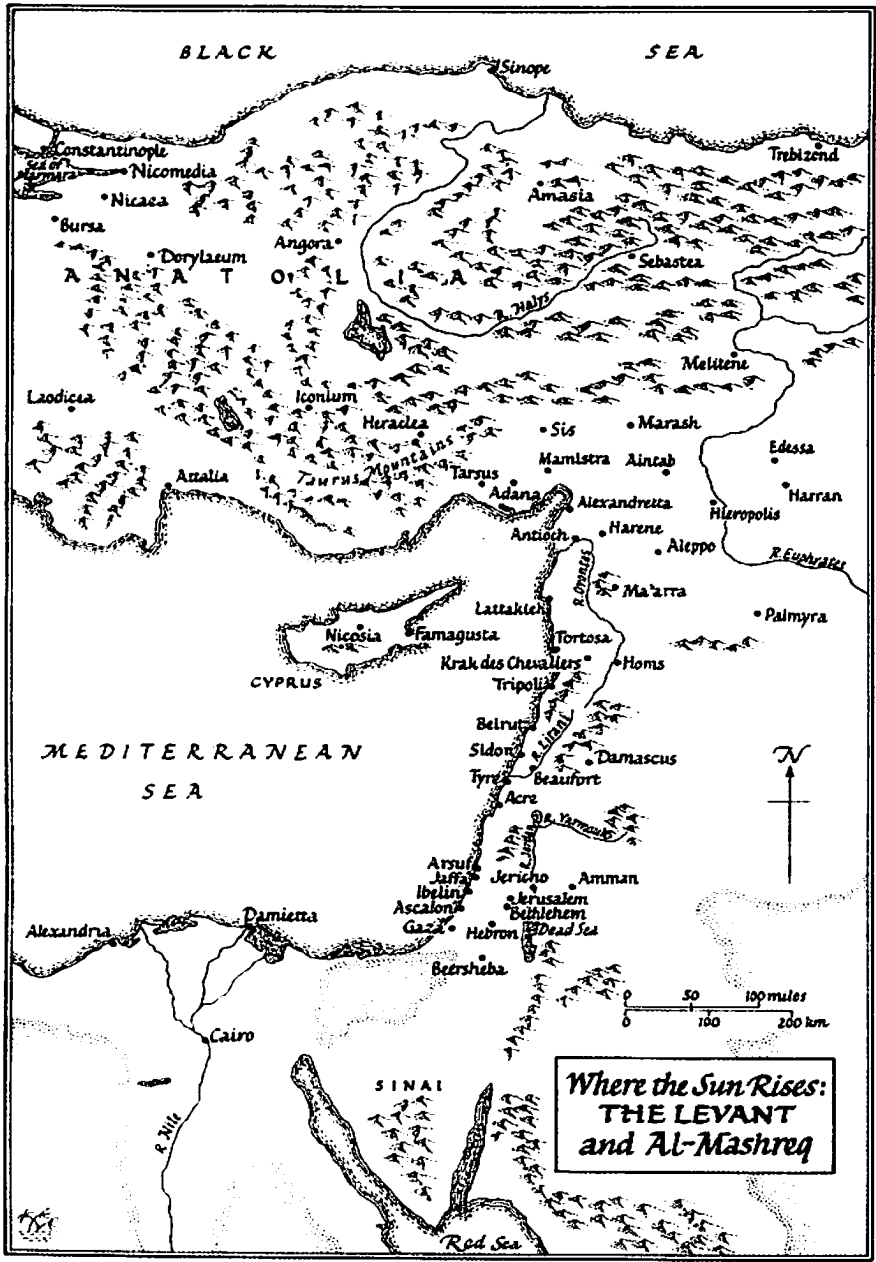 BLACK SEA
Sinope
Constantinople
Sea of
Marmara
Nicomedia
Trebizond
Nicaea
Amasia
Bursa
Angora
Dorylaeum
Sebastea
ANATOLIA
R. Halys
Melitene
Laodicea
Iconium
Heraclea
Sis
Marash
Taurus Mountains
Mamistra
Aintab
Edessa
Attalia
Tarsus
Adana
Harran
Alexandretta
Hieropolis
Antioch
Harene
Aleppo
R. Euphrates
R. Orontes
Ma'arra
Lattakieh
Palmyra
Nicosia
Famagusta
Tortosa
Krak des Chevaliers
Homs
CYPRUS
Tripoli
Beirut
R. Litani
MEDITERRANEAN
SEA
Sidon
Damascus
N
Tyre
Beaufort
Acre
R. Yarmouk
R. Jordan
Arsuf
Jaffa
Jericho
Amman
Ibelin
Jerusalem
Ascalon
Bethlehem
Gaza
Hebron
Dead Sea
Alexandria
Damietta
Beersheba
0 50 100 miles
0 100 200 km
Cairo
SINAI
R. Nile
Where the Sun Rises:
THE LEVANT
and Al-Mashreq
Red Sea